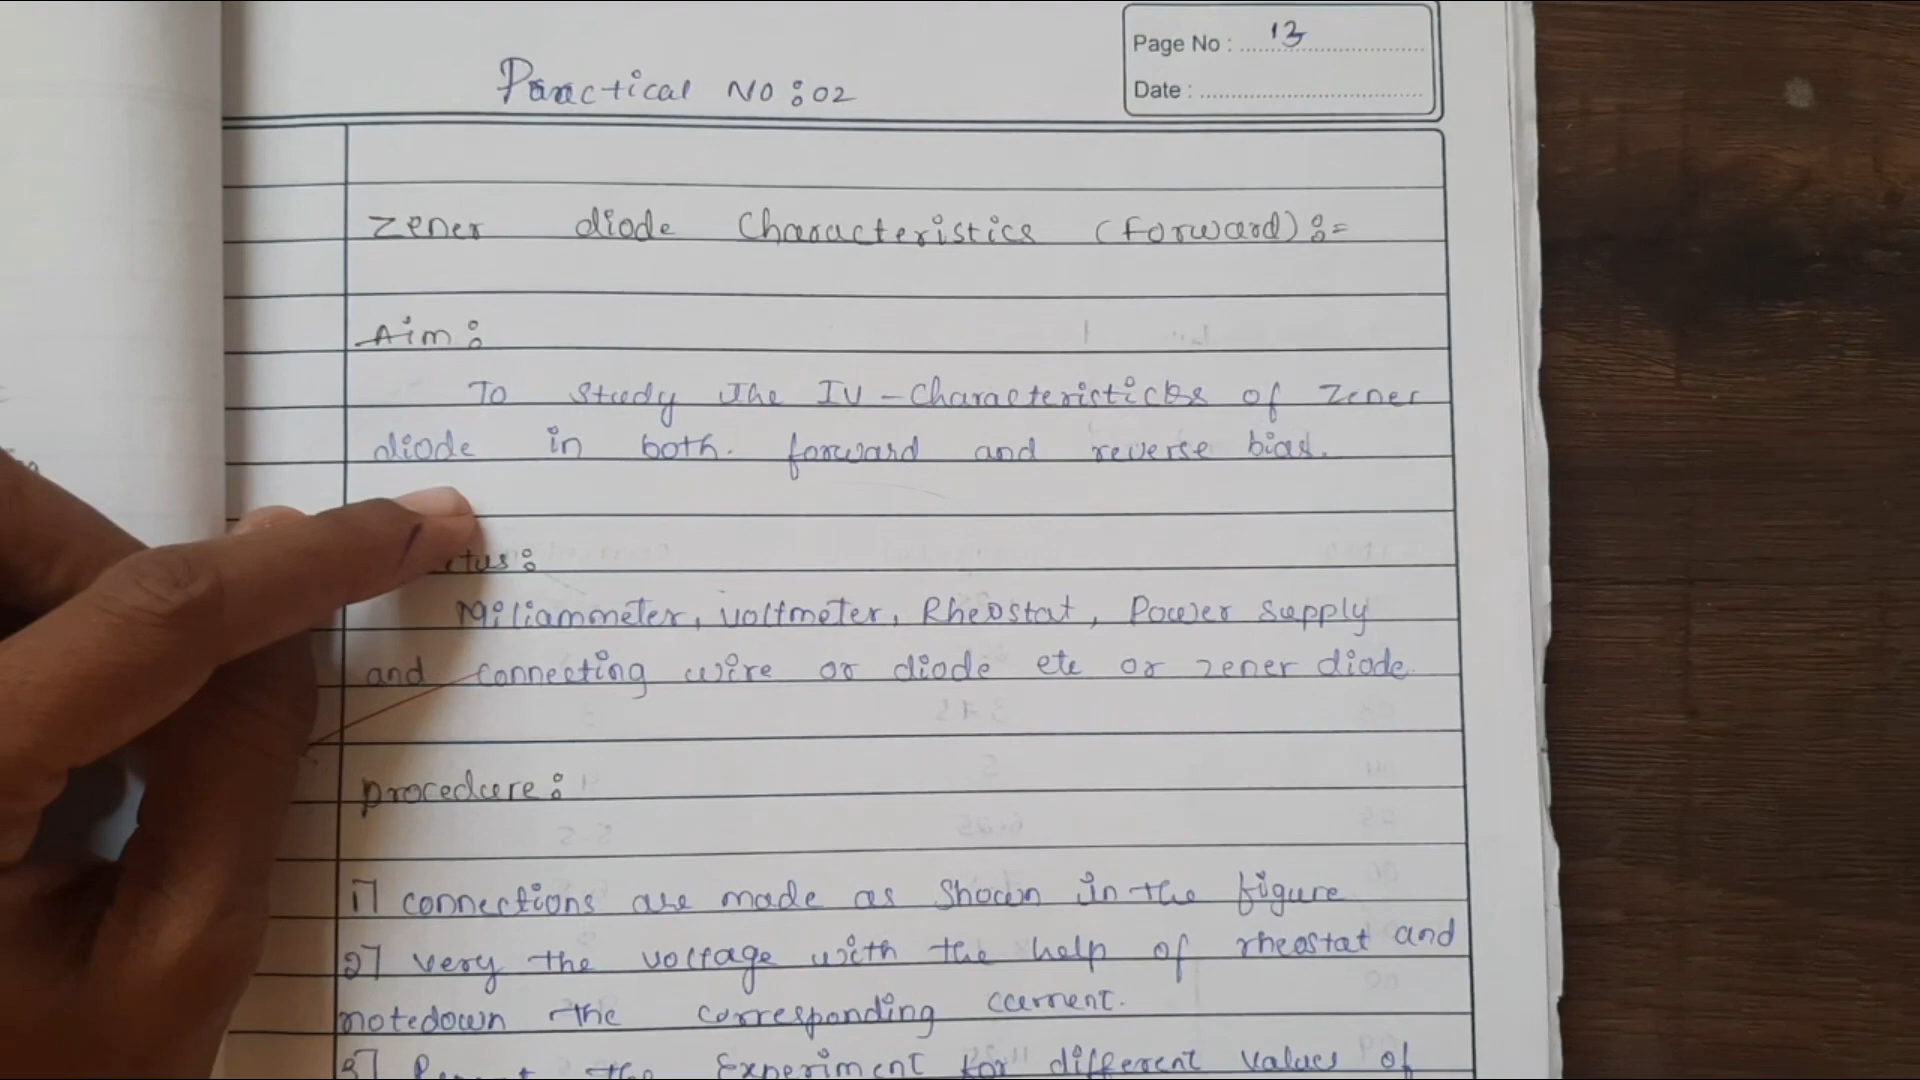 Page No : 13
Date :
Practical NO : 02
Zener diode Characteristics (Forward) :=
Aim :
To study the IV - Characteristicks of Zener
diode in both. forward and reverse bias.
ctus :
Miliammeter, voltmeter, Rheostat, Power supply
and connecting wire or diode etc or zener diode
procedure :
1] connections are made as shown in the figure
2] very the voltage with the help of rheostat and
notedown the corresponding current.
3] the Experiment for different values of